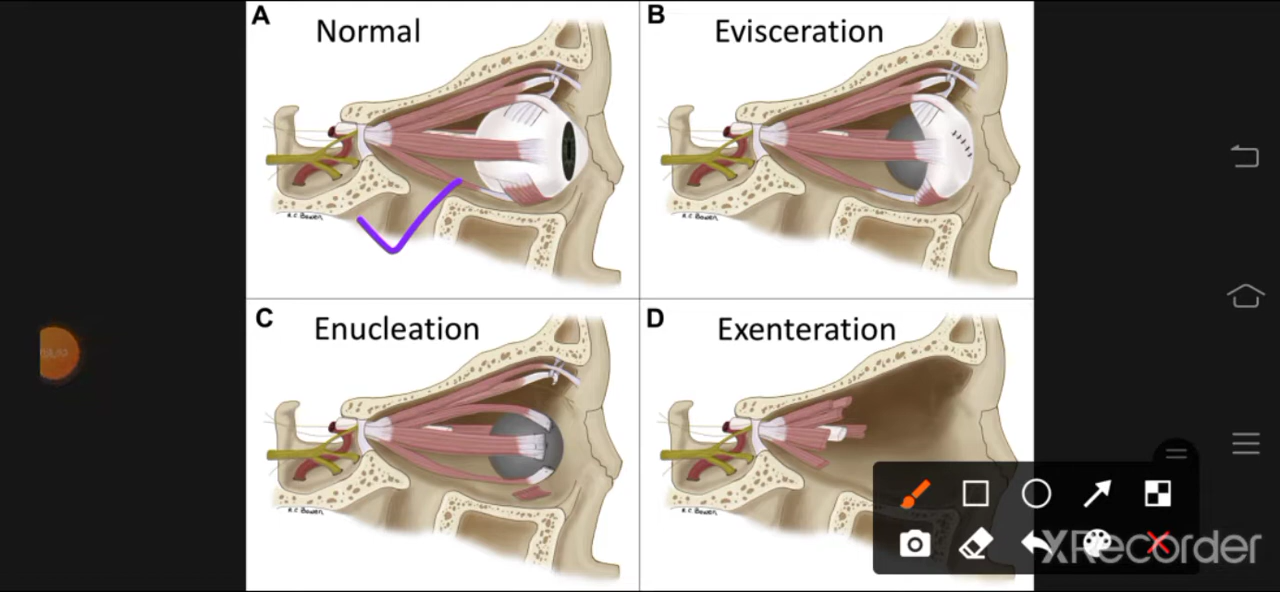 A
Normal
B
Evisceration
C
Enucleation
D
Exenteration
XRecorder